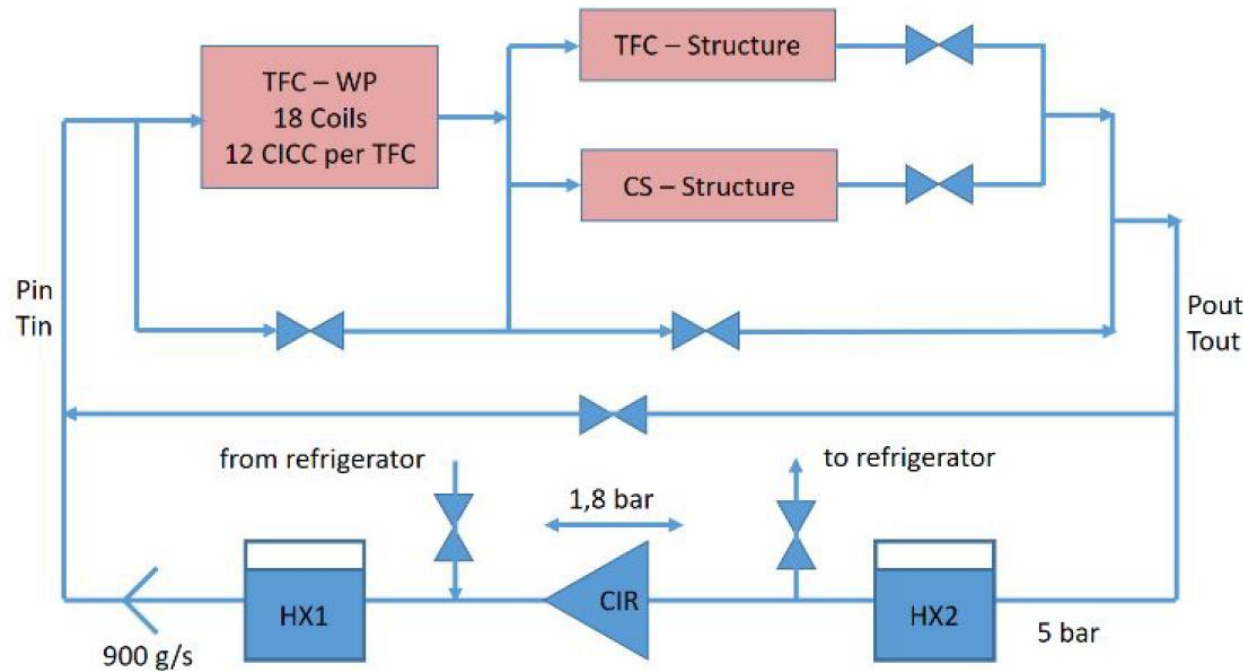 TFC – Structure
TFC – WP
18 Coils
12 CICC per TFC
CS – Structure
Pin
Tin
Pout
Tout
from refrigerator
to refrigerator
1,8 bar
HX1
CIR
HX2
900 g/s
5 bar